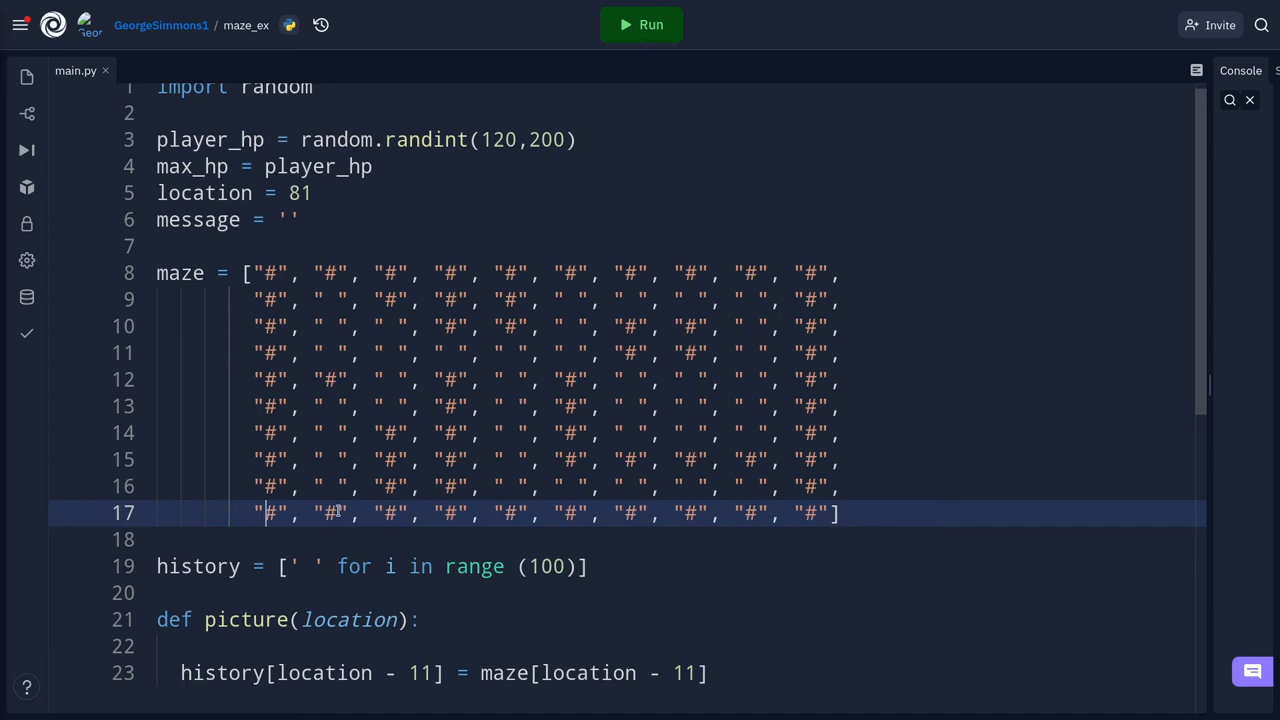 Geor
GeorgeSimmons1 / maze_ex
Run
Invite
main.py
Console
S
1 import random
2
3 player_hp = random.randint(120,200)
4 max_hp = player_hp
5 location = 81
6 message = ''
7
8 maze = ["#", "#", "#", "#", "#", "#", "#", "#", "#", "#",
9 "#", " ", "#", "#", "#", " ", " ", " ", " ", "#",
10 "#", " ", " ", "#", "#", " ", "#", "#", " ", "#",
11 "#", " ", " ", " ", " ", " ", "#", "#", " ", "#",
12 "#", "#", " ", "#", " ", "#", " ", " ", " ", "#",
13 "#", " ", " ", "#", " ", "#", " ", " ", " ", "#",
14 "#", " ", "#", "#", " ", "#", " ", " ", " ", "#",
15 "#", " ", "#", "#", " ", "#", "#", "#", "#", "#",
16 "#", " ", "#", "#", " ", " ", " ", " ", " ", "#",
17 "#", "#", "#", "#", "#", "#", "#", "#", "#", "#"]
18
19 history = [' ' for i in range (100)]
20
21 def picture(location):
22
23 history[location - 11] = maze[location - 11]
?